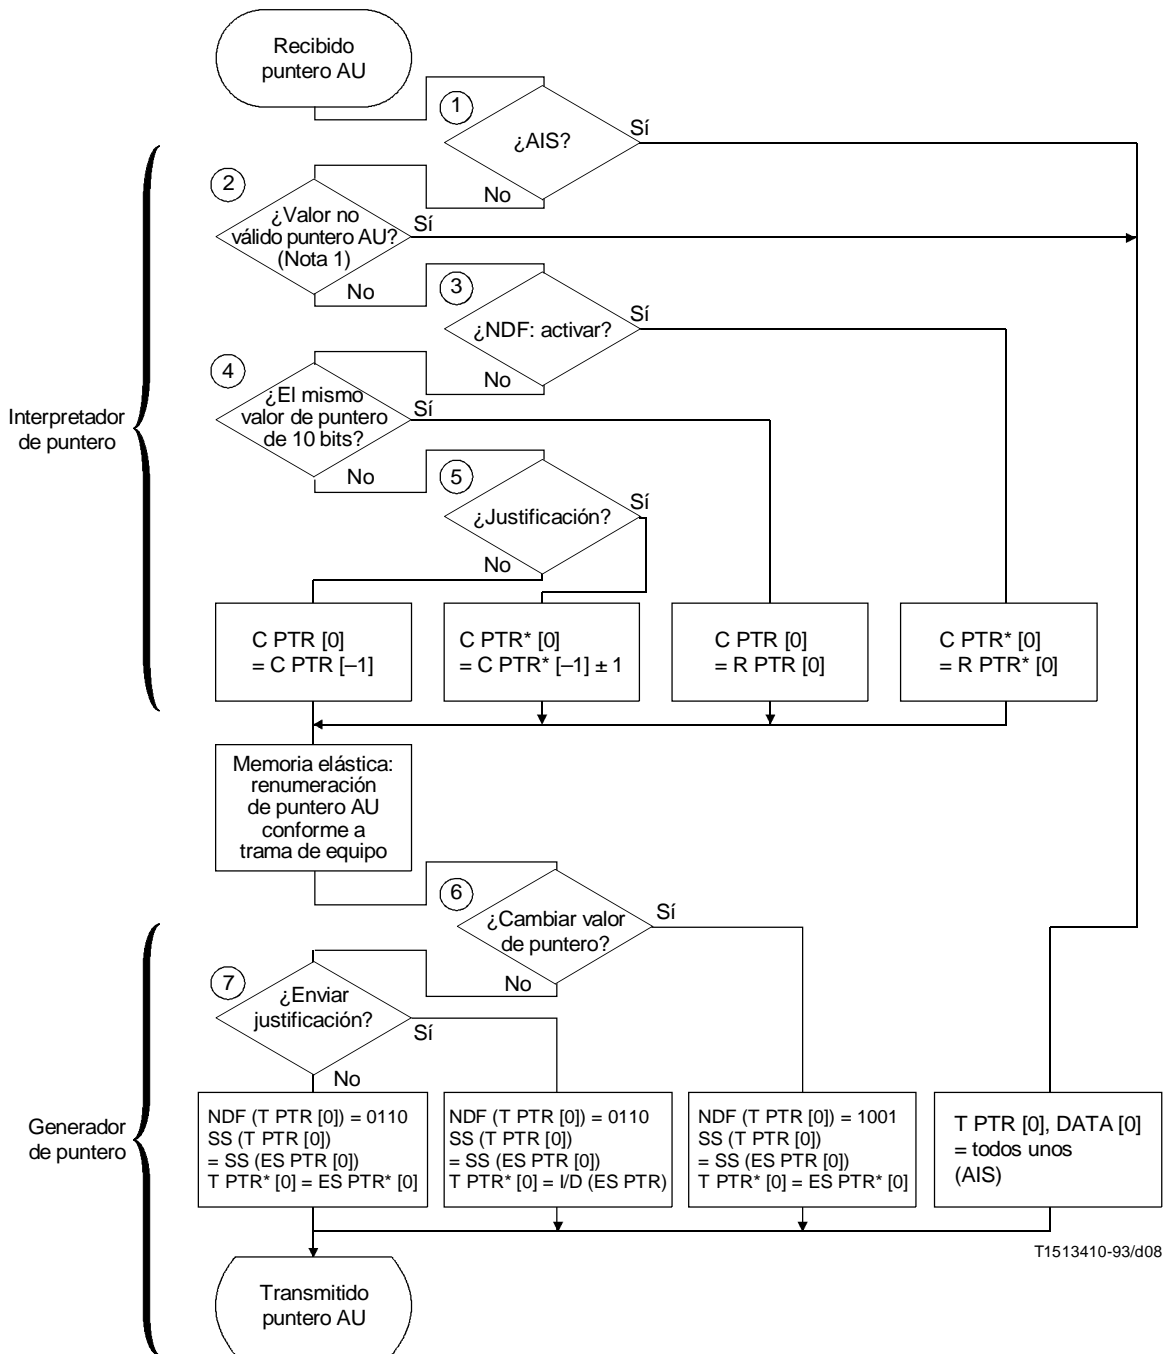 Recibido
puntero AU
1
¿AIS?
Sí
No
2
¿Valor no
válido puntero AU?
(Nota 1)
Sí
No
3
¿NDF: activar?
Sí
No
4
¿El mismo
valor de puntero
de 10 bits?
Sí
No
5
¿Justificación?
Sí
No
Interpretador
de puntero
C PTR [0]
= C PTR [–1]
C PTR* [0]
= C PTR* [–1] ± 1
C PTR [0]
= R PTR [0]
C PTR* [0]
= R PTR* [0]
Memoria elástica:
renumeración
de puntero AU
conforme a
trama de equipo
6
¿Cambiar valor
de puntero?
Sí
No
7
¿Enviar
justificación?
Sí
No
Generador
de puntero
NDF (T PTR [0]) = 0110
SS (T PTR [0])
= SS (ES PTR [0])
T PTR* [0] = ES PTR* [0]
NDF (T PTR [0]) = 0110
SS (T PTR [0])
= SS (ES PTR [0])
T PTR* [0] = I/D (ES PTR)
NDF (T PTR [0]) = 1001
SS (T PTR [0])
= SS (ES PTR [0])
T PTR* [0] = ES PTR* [0]
T PTR [0], DATA [0]
= todos unos
(AIS)
T1513410-93/d08
Transmitido
puntero AU